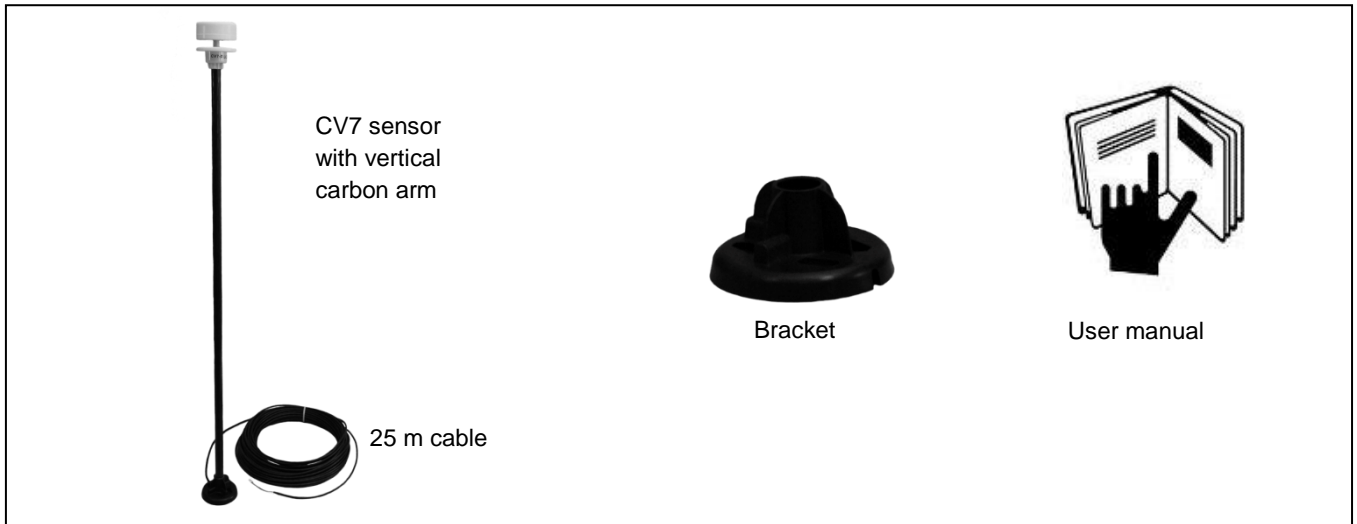 CV7 sensor
with vertical
carbon arm
25 m cable
Bracket
User manual